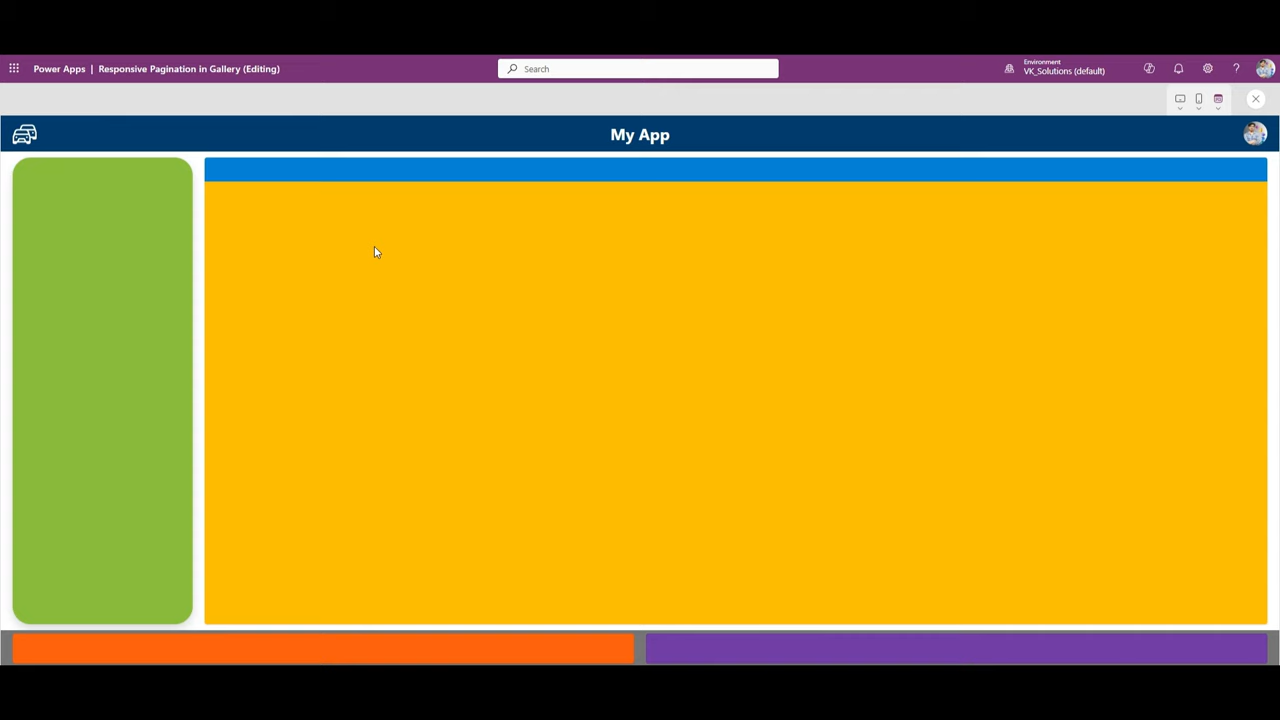 Power Apps | Responsive Pagination in Gallery (Editing)
Search
Environment
VK_Solutions (default)
?
My App